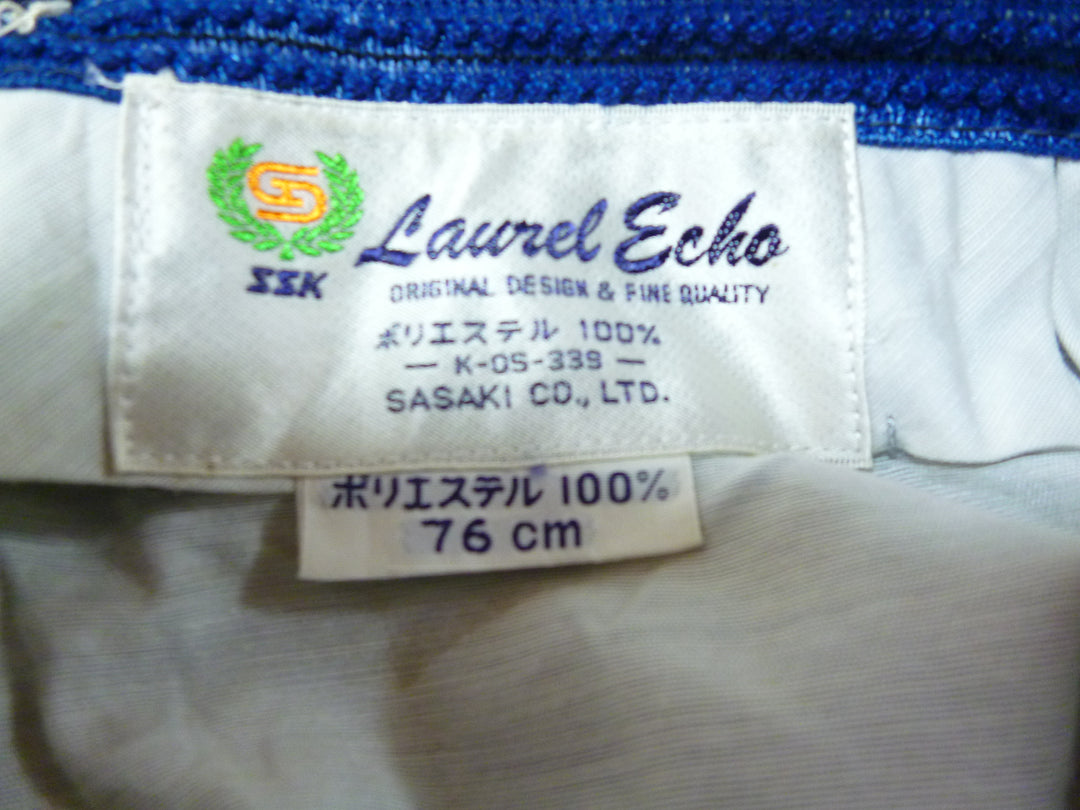 SSK
Laurel Echo
ORIGINAL DESIGN & FINE QUALITY
ポリエステル 100%
— K-OS-339 —
SASAKI CO., LTD.
ポリエステル 100%
76 cm